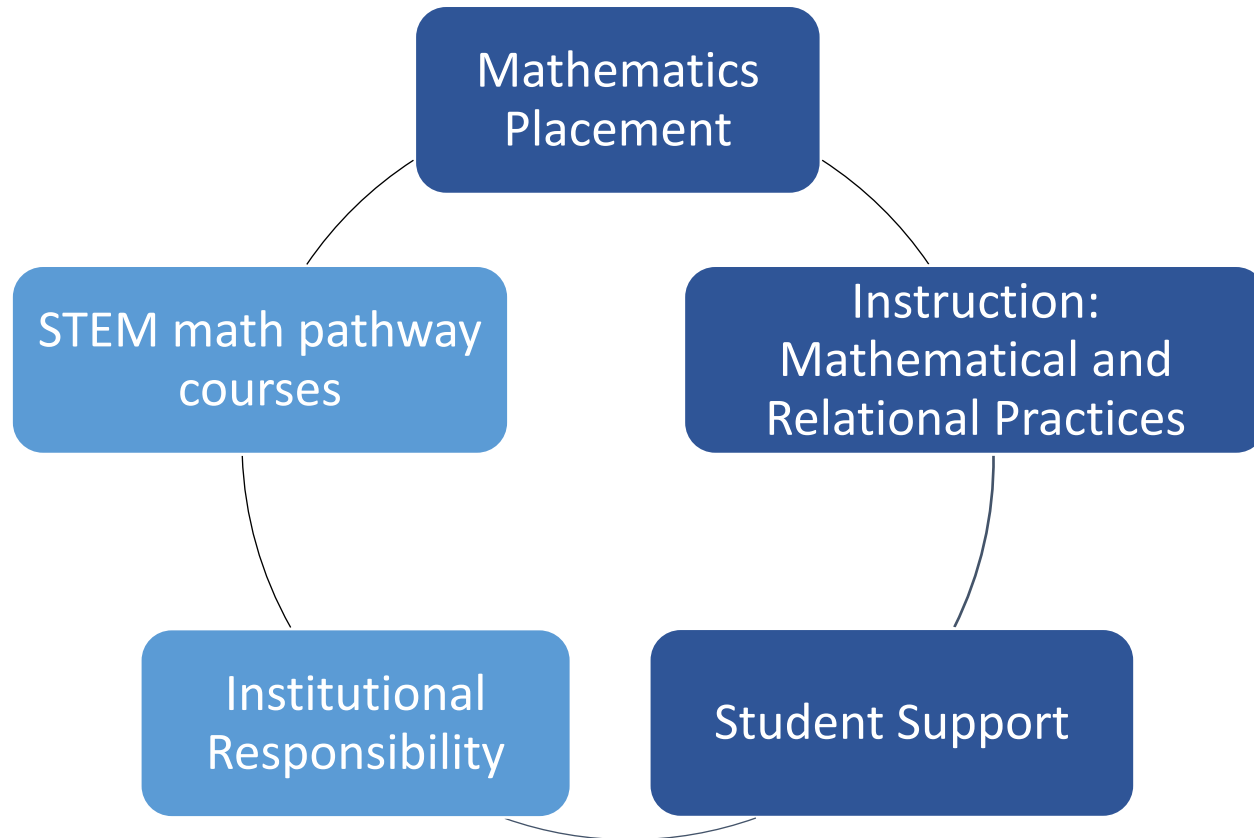 Mathematics
Placement
STEM math pathway
courses
Instruction:
Mathematical and
Relational Practices
Institutional
Responsibility
Student Support